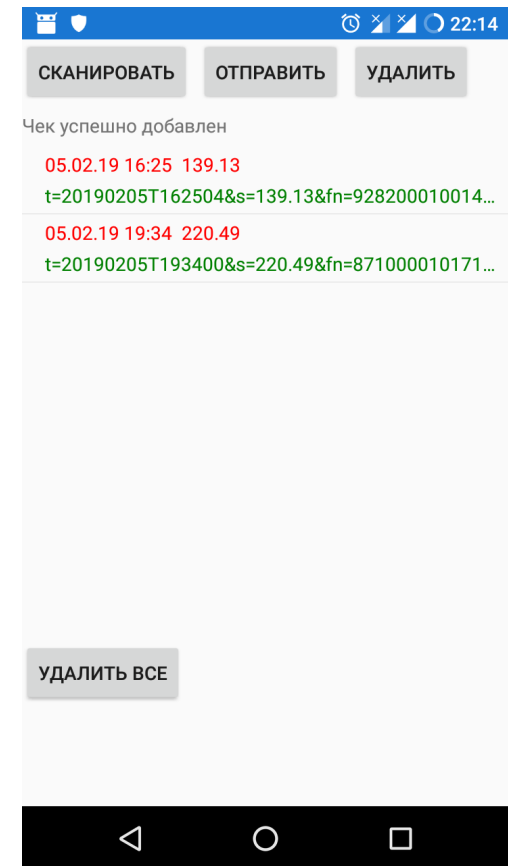 22:14
СКАНИРОВАТЬ ОТПРАВИТЬ УДАЛИТЬ
Чек успешно добавлен
05.02.19 16:25 139.13
t=20190205T162504&s=139.13&fn=928200010014...
05.02.19 19:34 220.49
t=20190205T193400&s=220.49&fn=871000010171...
УДАЛИТЬ ВСЕ